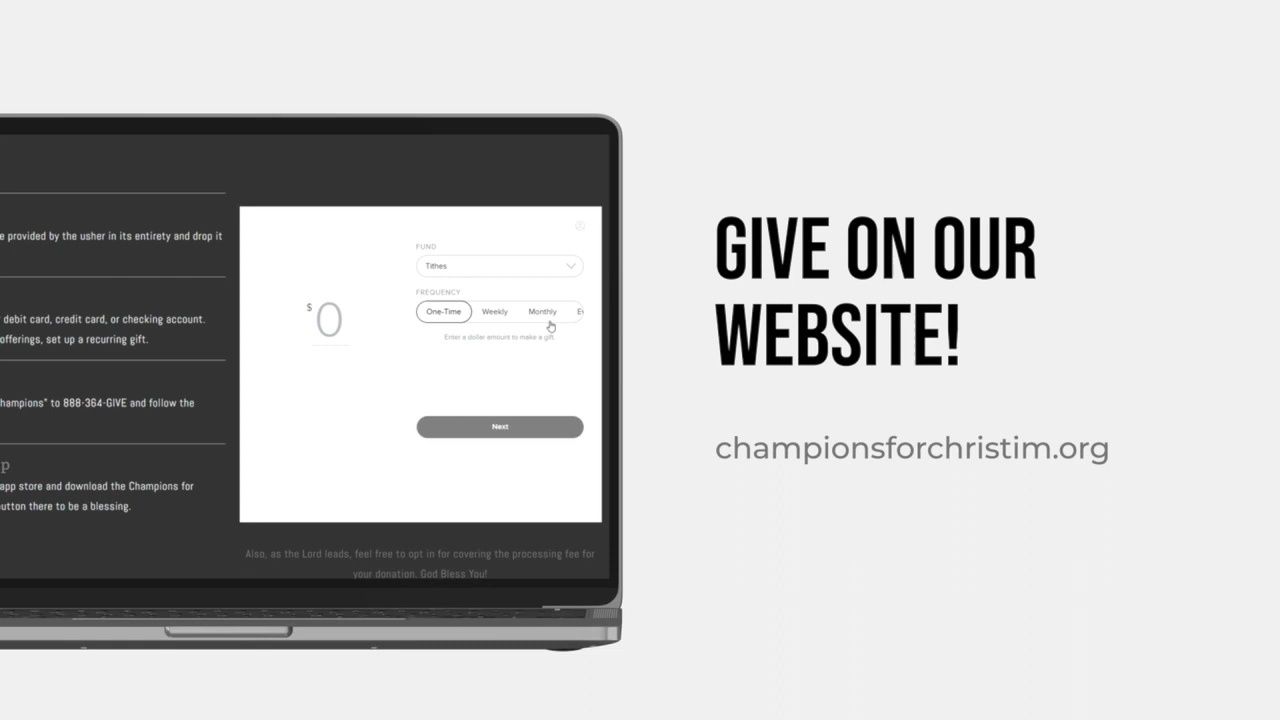 e provided by the usher in its entirety and drop it
debit card, credit card, or checking account.
offerings, set up a recurring gift.
hampions" to 888-364-GIVE and follow the
p
app store and download the Champions for
utton there to be a blessing.
FUND
Tithes
FREQUENCY
One-Time Weekly Monthly Ev
$0
Enter a dollar amount to make a gift.
Next
Also, as the Lord leads, feel free to opt in for covering the processing fee for
your donation. God Bless You!
GIVE ON OUR
WEBSITE!
championsforchristim.org